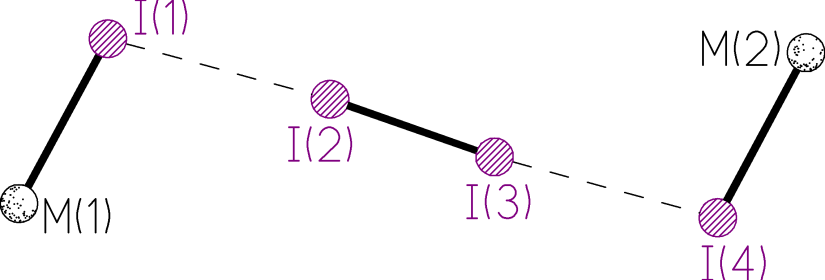 I(1)
M(2)
I(2)
I(3)
M(1)
I(4)